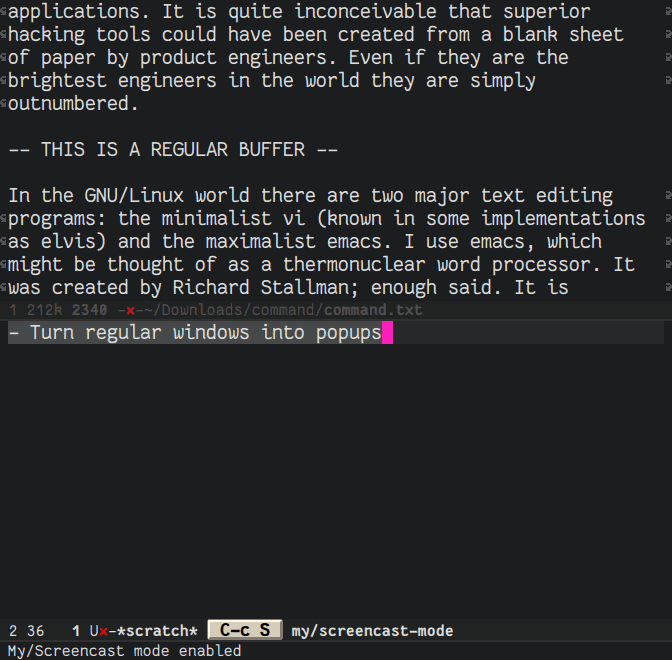 applications. It is quite inconceivable that superior
hacking tools could have been created from a blank sheet
of paper by product engineers. Even if they are the
brightest engineers in the world they are simply
outnumbered.
-- THIS IS A REGULAR BUFFER --
In the GNU/Linux world there are two major text editing
programs: the minimalist vi (known in some implementations
as elvis) and the maximalist emacs. I use emacs, which
might be thought of as a thermonuclear word processor. It
was created by Richard Stallman; enough said. It is
1 212k 2340 -×-~/Downloads/command/command.txt
- Turn regular windows into popups
2 36 1 U×-*scratch* C-c S my/screencast-mode
My/Screencast mode enabled